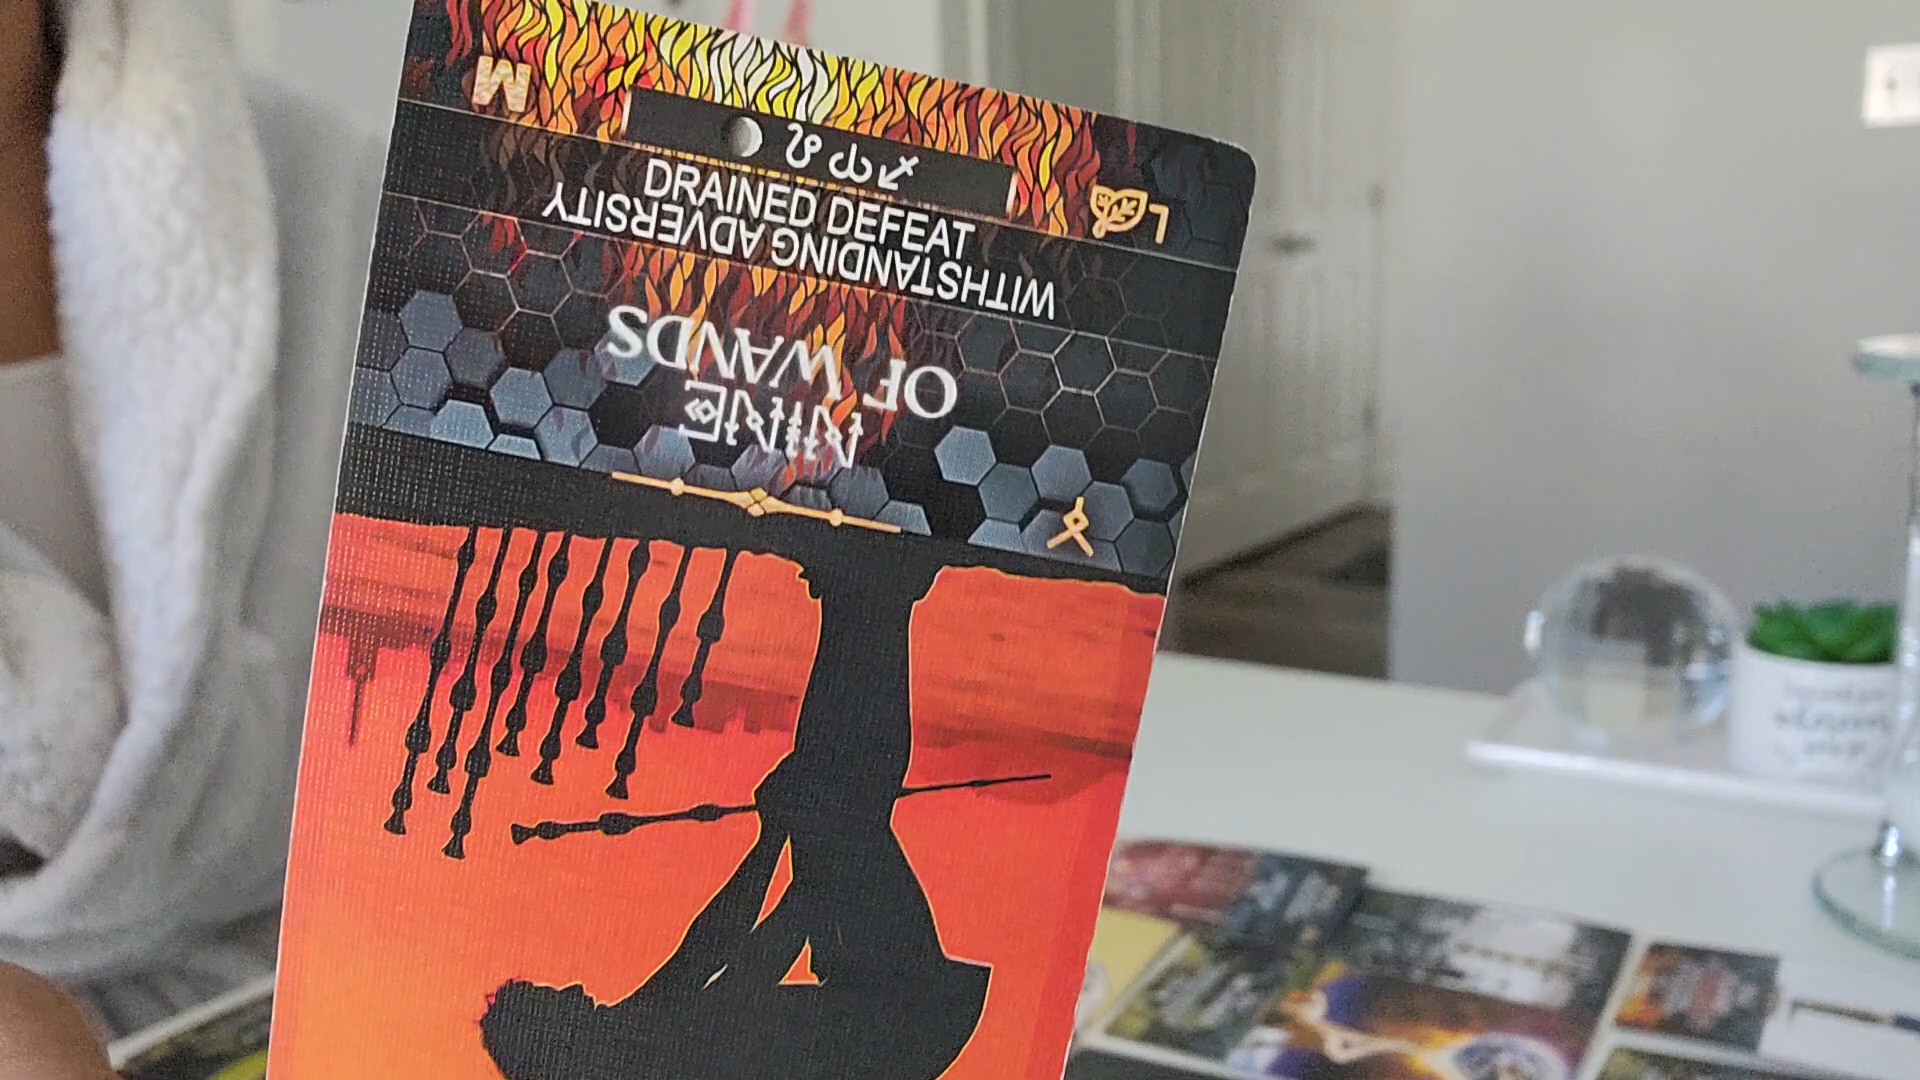 M
L
DRAINED DEFEAT
WITHSTANDING ADVERSITY
OF WANDS
NINE